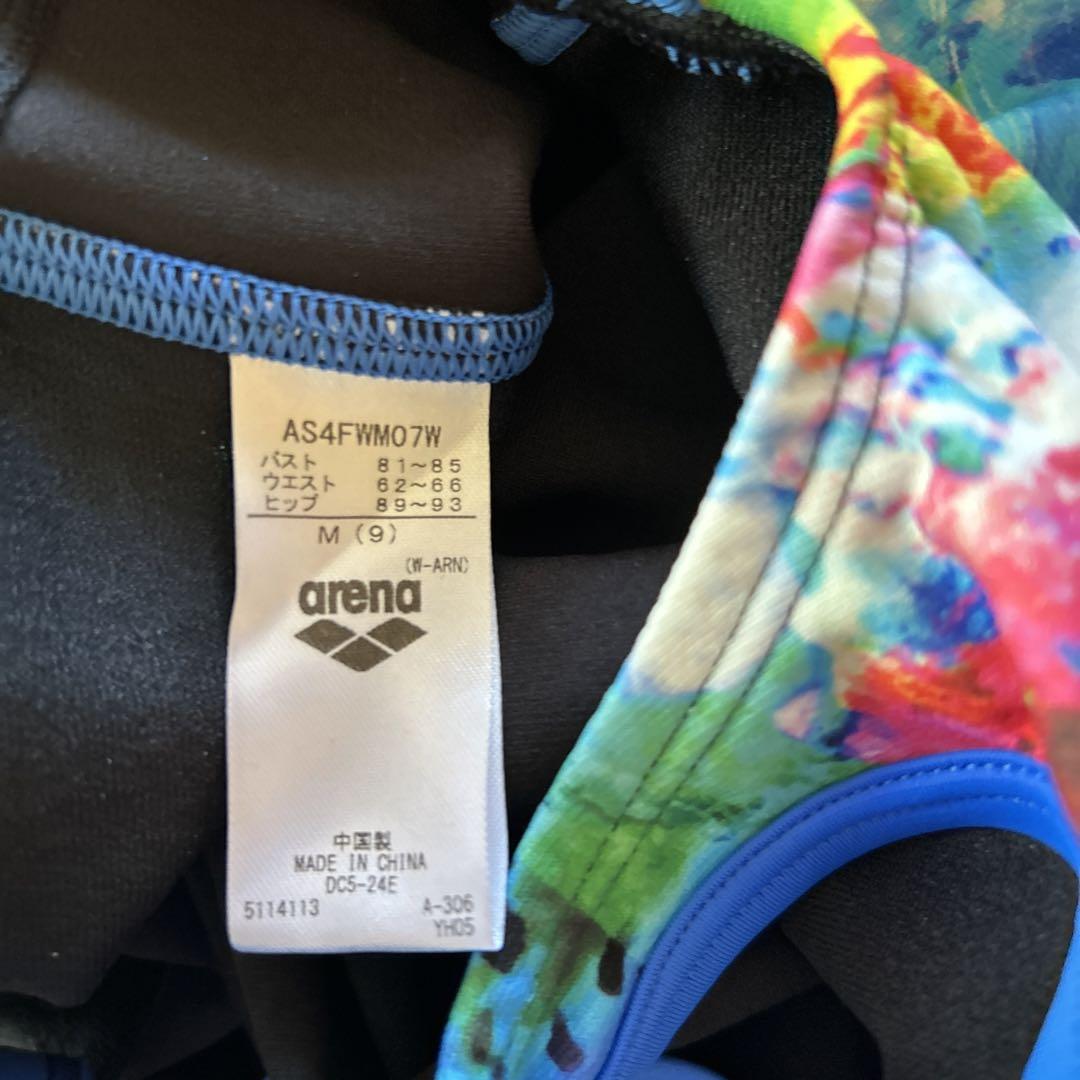 AS4FWM07W
バスト 81〜85
ウエスト 62〜66
ヒップ 89〜93
M (9)
(W-ARN)
arena
中国製
MADE IN CHINA
DC5-24E
5114113 A-306
YH05